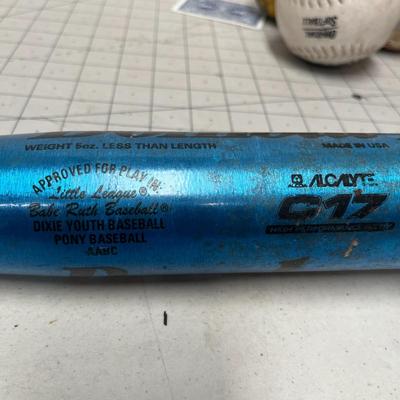 WEIGHT 5oz. LESS THAN LENGTH
MADE IN USA
APPROVED FOR PLAY IN:
Little League®
Babe Ruth Baseball®
DIXIE YOUTH BASEBALL
PONY BASEBALL
AABC
ALCALYTE
C17